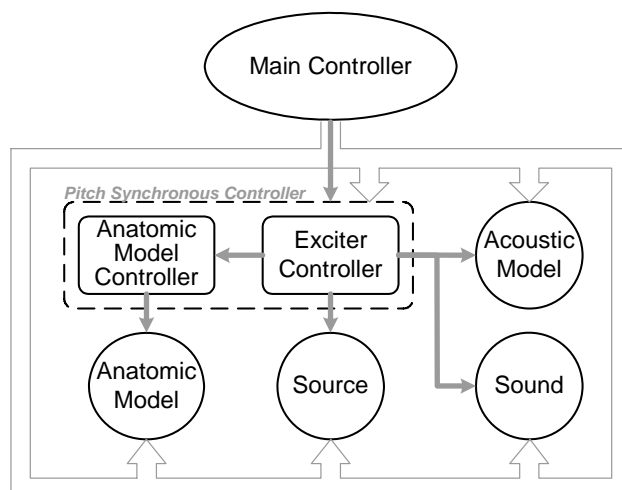 Main Controller
Pitch Synchronous Controller
Anatomic
Model
Controller
Exciter
Controller
Acoustic
Model
Anatomic
Model
Source
Sound